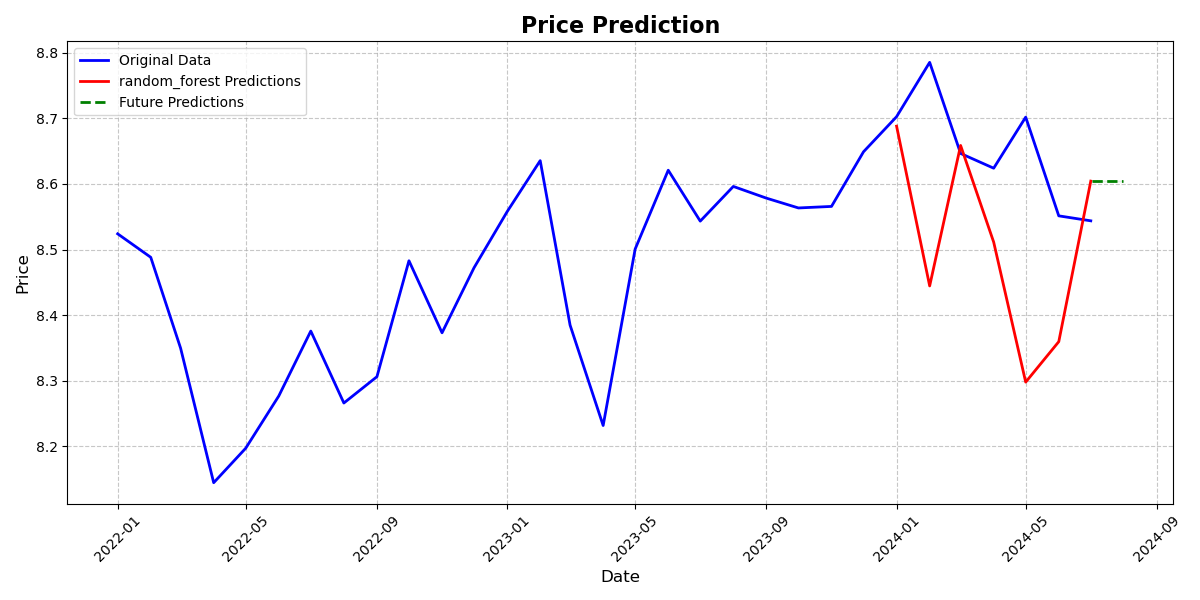 Price Prediction
Original Data
random_forest Predictions
Future Predictions
Price
8.8
8.7
8.6
8.5
8.4
8.3
8.2
2022-01
2022-05
2022-09
2023-01
2023-05
2023-09
2024-01
2024-05
2024-09
Date